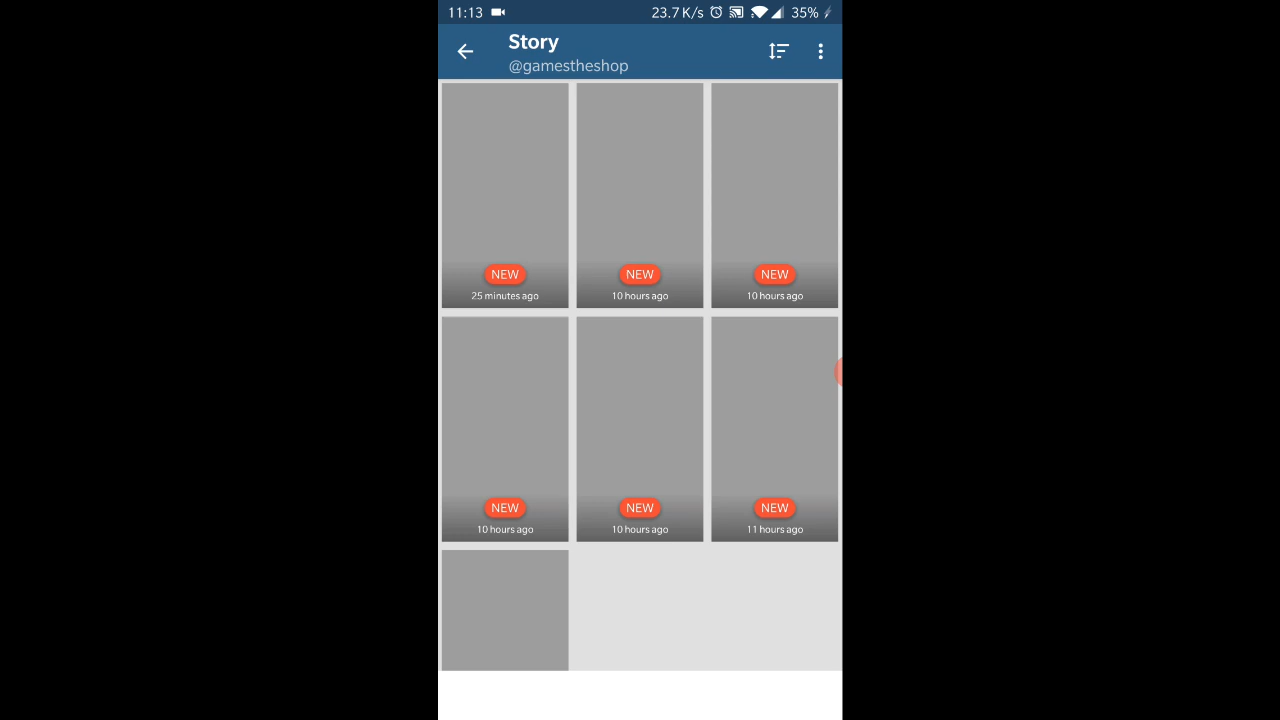 11:13 23.7 K/s 35%
Story
@gamestheshop
NEW NEW NEW
25 minutes ago 10 hours ago 10 hours ago
NEW NEW NEW
10 hours ago 10 hours ago 11 hours ago